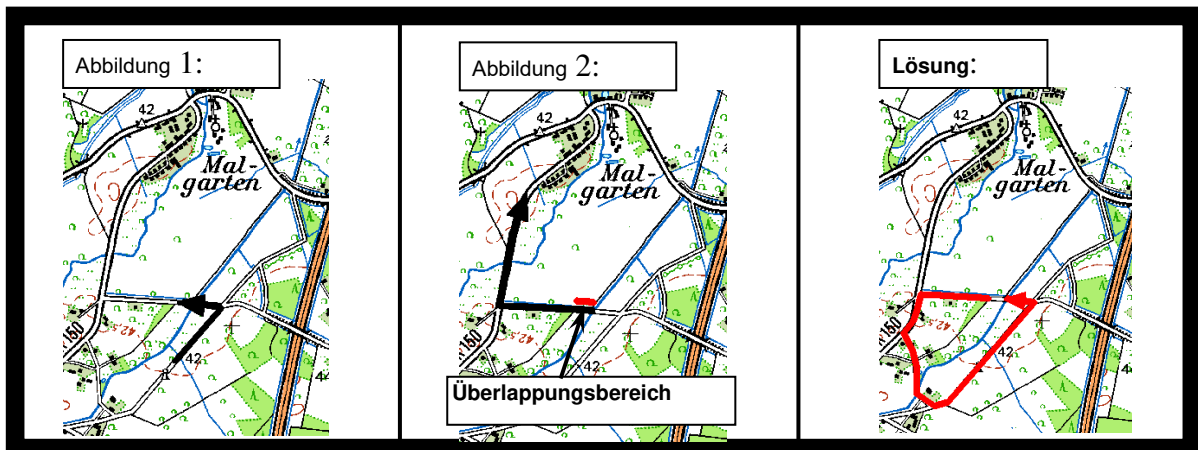 Abbildung 1:
42
Mal-
garten
150
42
Abbildung 2:
42
Mal-
garten
150
42
Überlappungsbereich
Lösung:
42
Mal-
garten
150
42